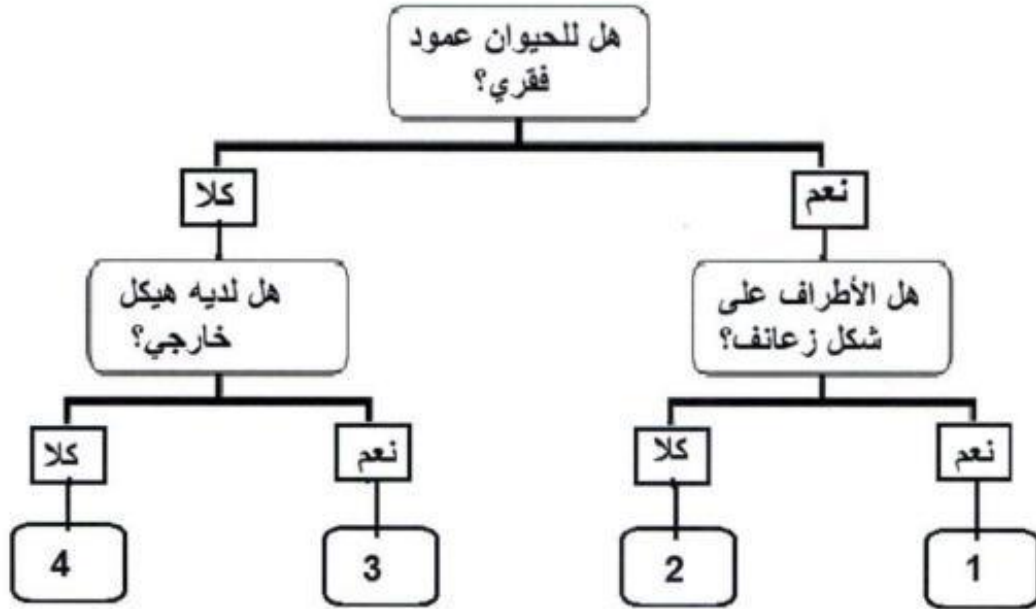 هل للحيوان عمود
فقري؟
نعم
كلا
هل الأطراف على
شكل زعانف؟
هل لديه هيكل
خارجي؟
نعم
كلا
نعم
كلا
1
2
3
4